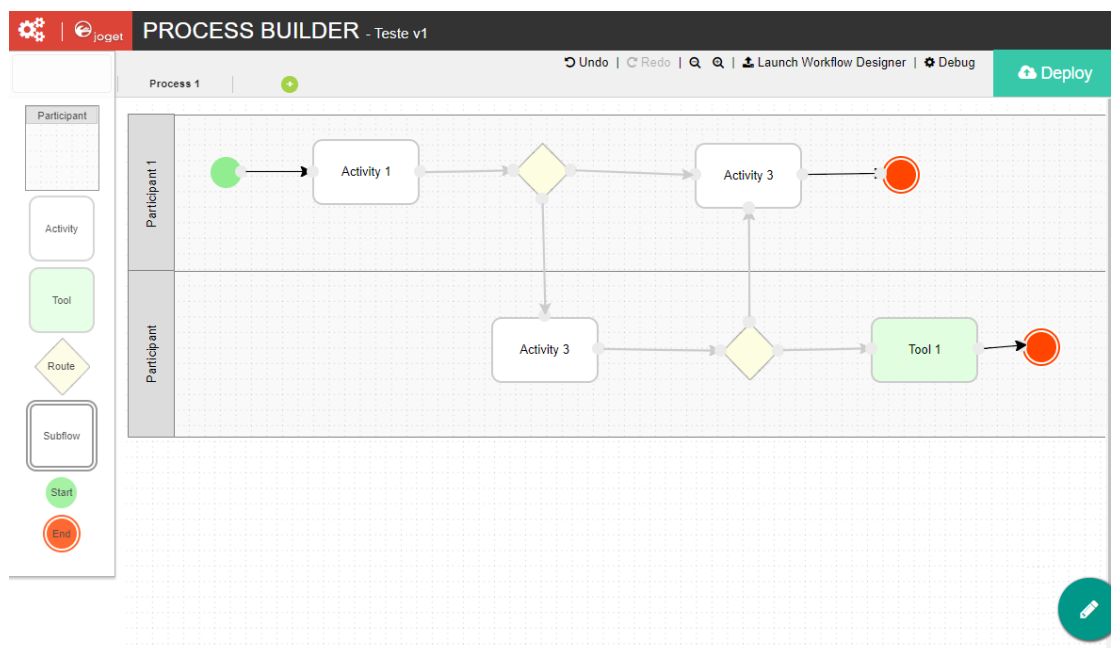 joget PROCESS BUILDER - Teste v1
Undo | Redo | | Launch Workflow Designer | Debug
Deploy
Process 1
Participant
Activity
Tool
Route
Subflow
Start
End
Participant 1
Activity 1
Activity 3
Participant
Activity 3
Tool 1